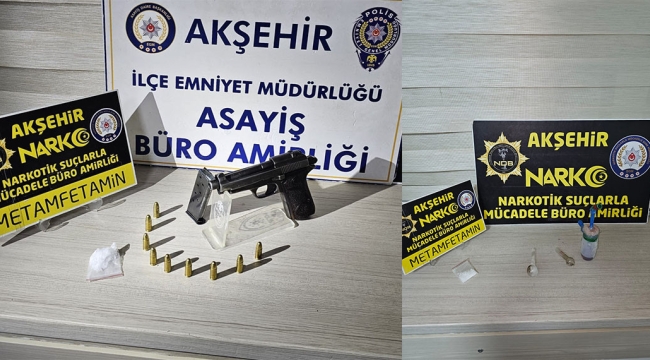 AKŞEHİR
İLÇE EMNİYET MÜDÜRLÜĞÜ
ASAYİŞ
BÜRO AMİRLİĞİ
POLİS
AKŞEHİR
NARKO
NARKOTİK SUÇLARLA
MÜCADELE BÜRO AMİRLİĞİ
METAMFETAMİN
AKŞEHİR
NARKO
NARKOTİK SUÇLARLA
MÜCADELE BÜRO AMİRLİĞİ
NDB
AKŞEHİR
NARKO
NARKOTİK SUÇLARLA
MÜCADELE BÜRO AMİRLİĞİ
METAMFETAMİN